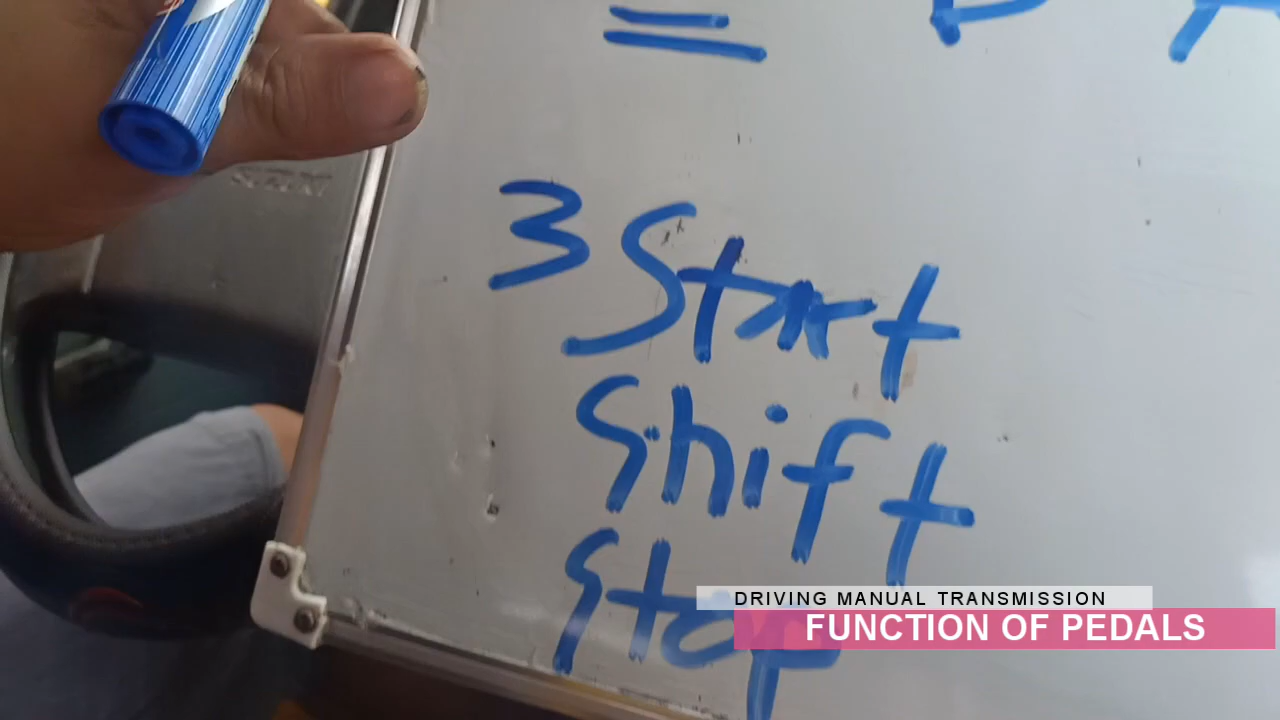 3 Start
Shift
Stop
DRIVING MANUAL TRANSMISSION
FUNCTION OF PEDALS